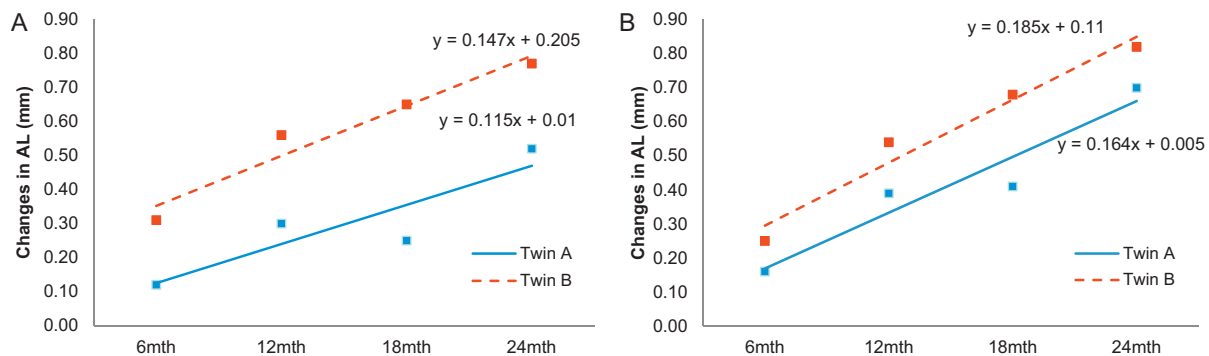 A
Changes in AL (mm)
0.90
0.80
0.70
0.60
0.50
0.40
0.30
0.20
0.10
0.00
y = 0.147x + 0.205
y = 0.115x + 0.01
Twin A
Twin B
6mth 12mth 18mth 24mth
B
Changes in AL (mm)
0.90
0.80
0.70
0.60
0.50
0.40
0.30
0.20
0.10
0.00
y = 0.185x + 0.11
y = 0.164x + 0.005
Twin A
Twin B
6mth 12mth 18mth 24mth